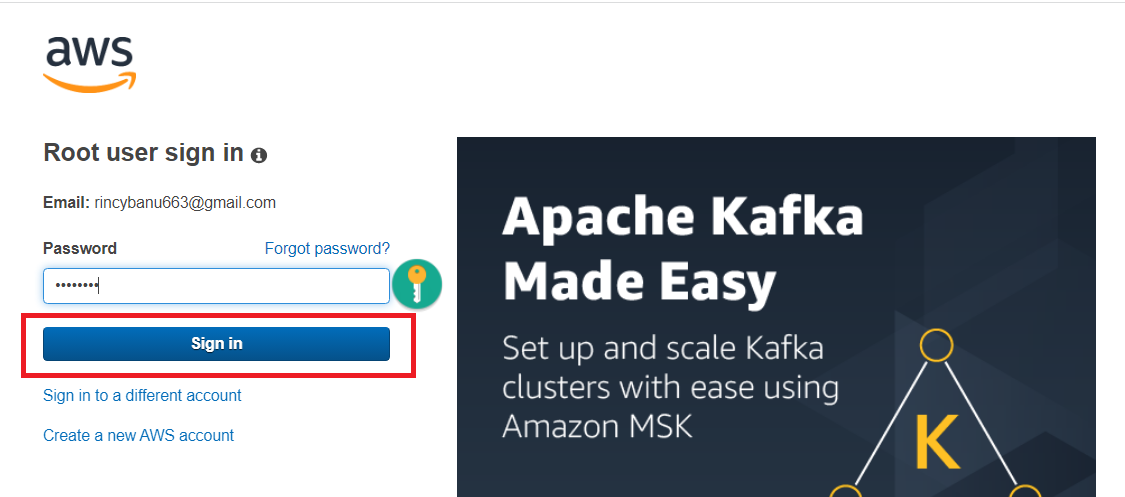 aws
Root user sign in
Email: rincybanu663@gmail.com
Password
Forgot password?
••••••••
Sign in
Sign in to a different account
Create a new AWS account
Apache Kafka
Made Easy
Set up and scale Kafka
clusters with ease using
Amazon MSK
K